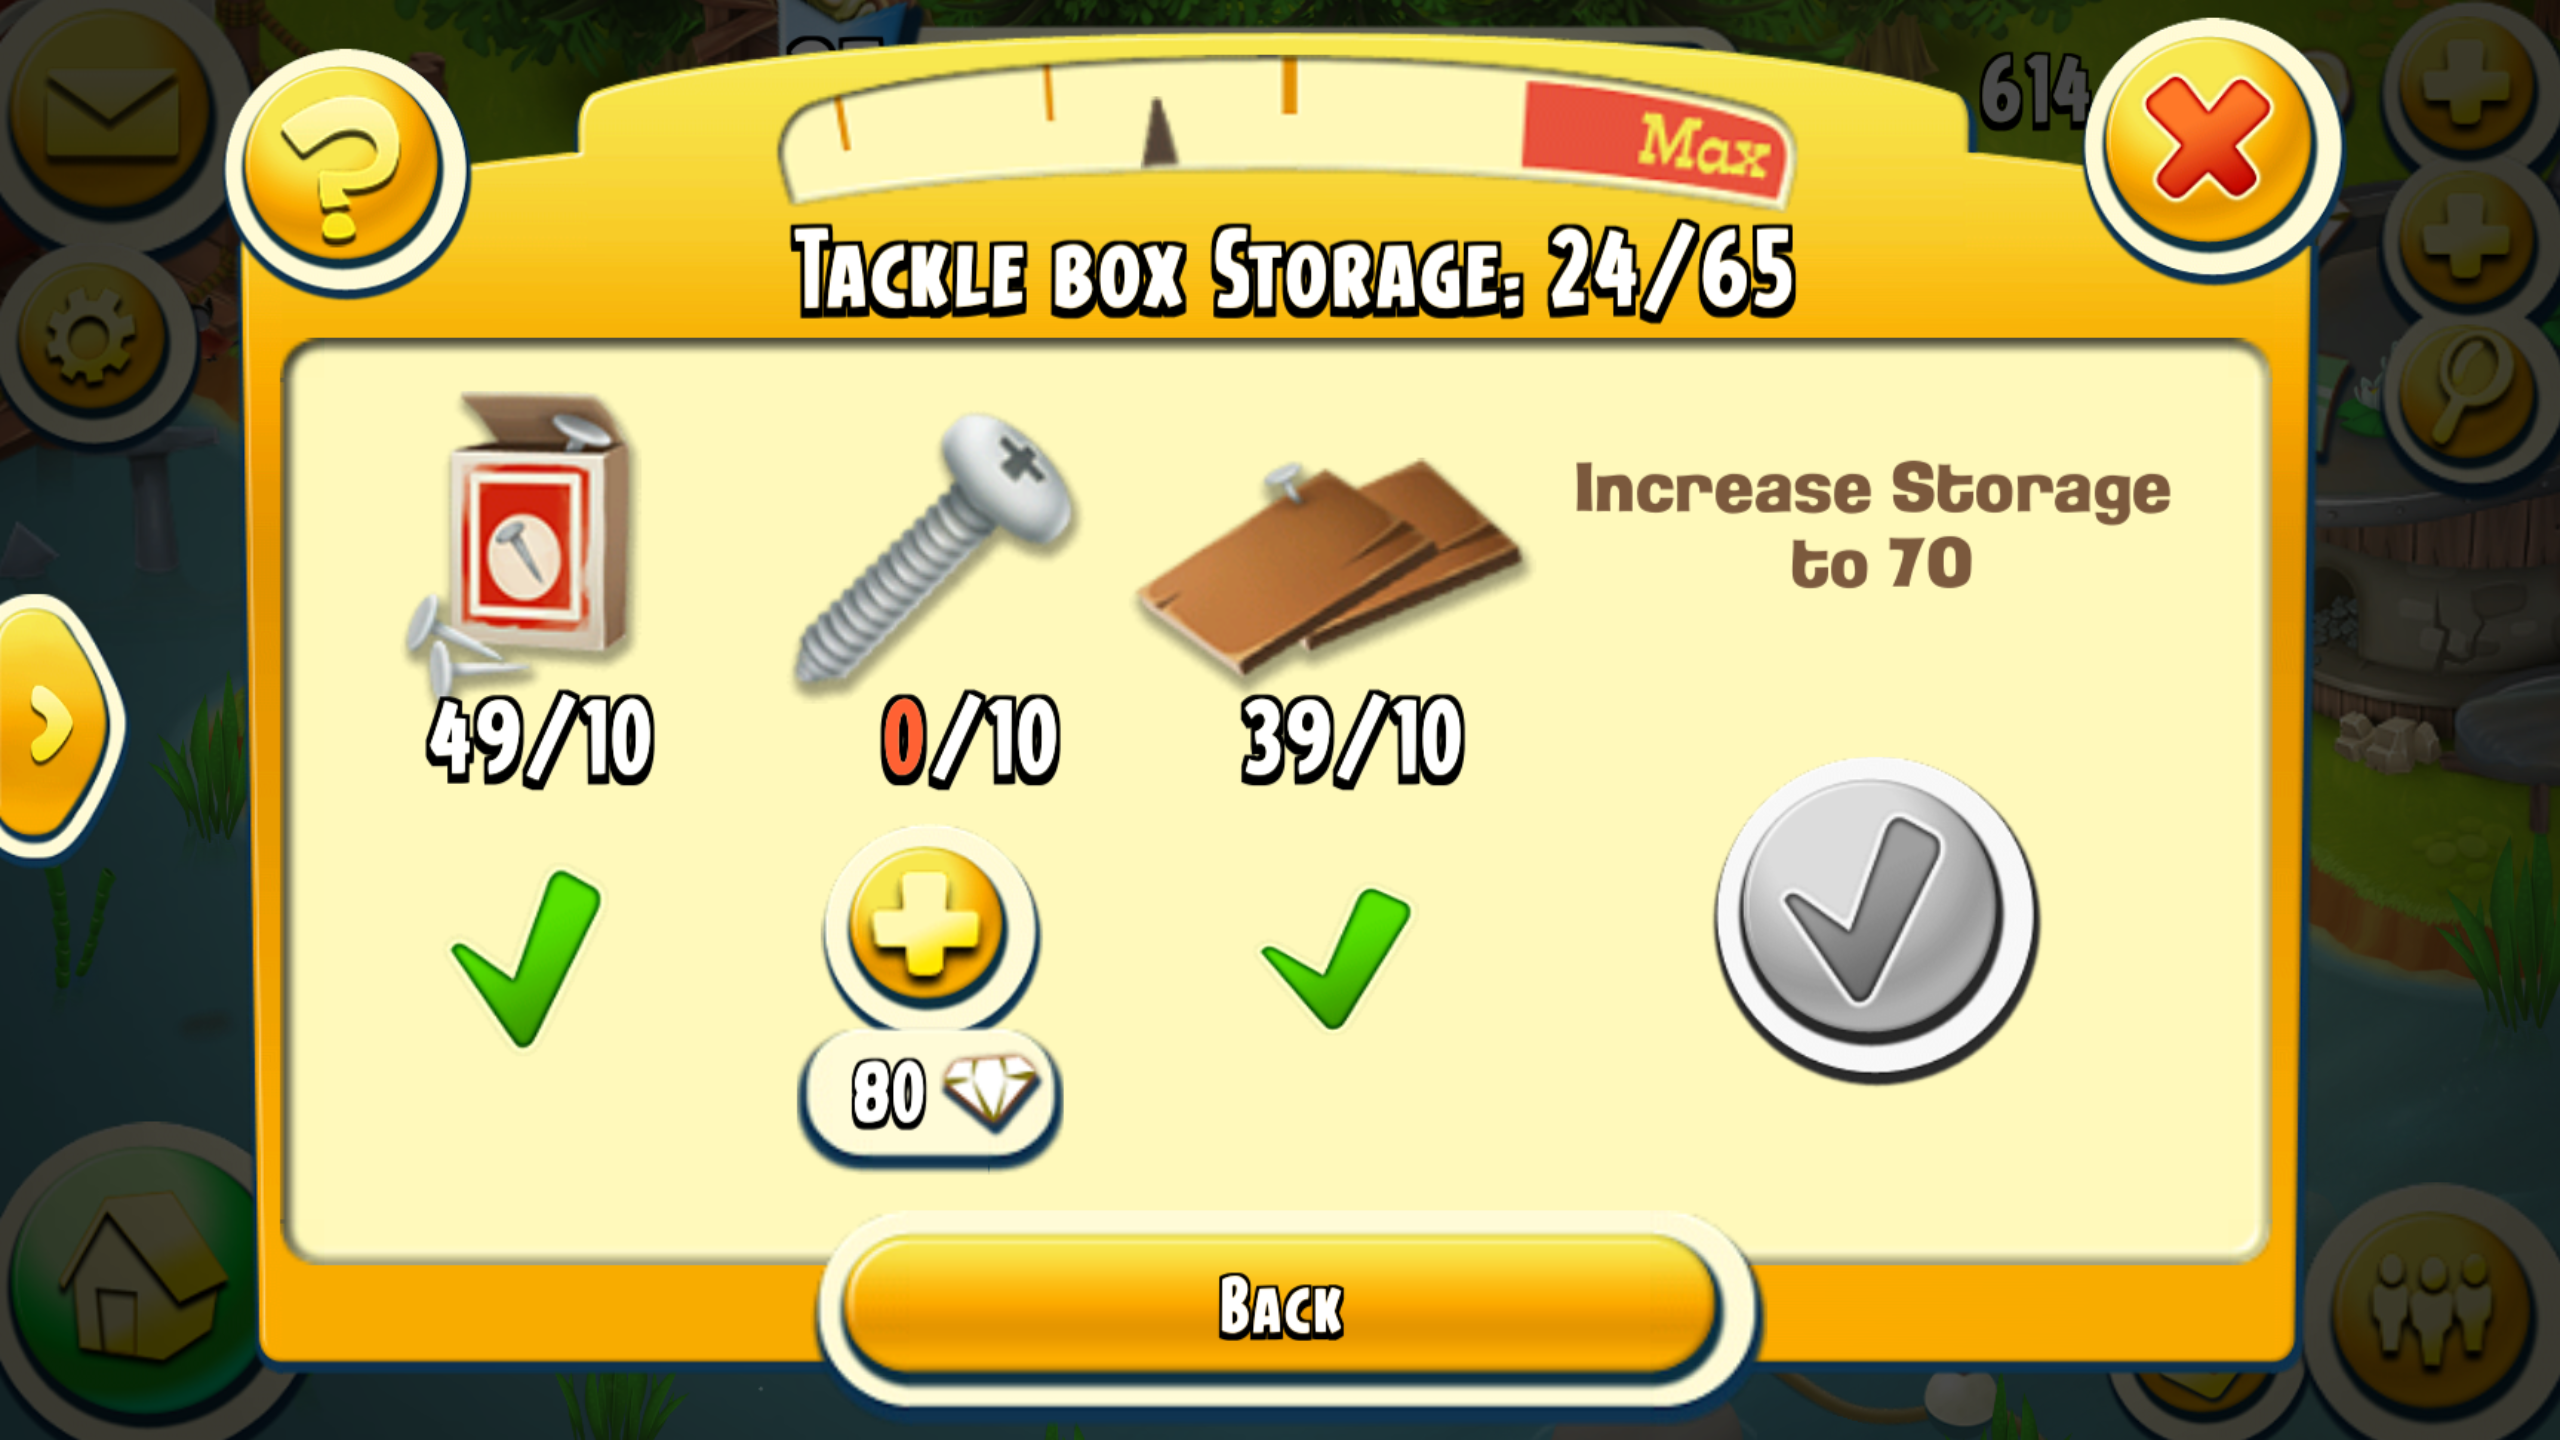 614
Max
Tackle box Storage: 24/65
Increase Storage
to 70
49/10
0/10
39/10
80
Back